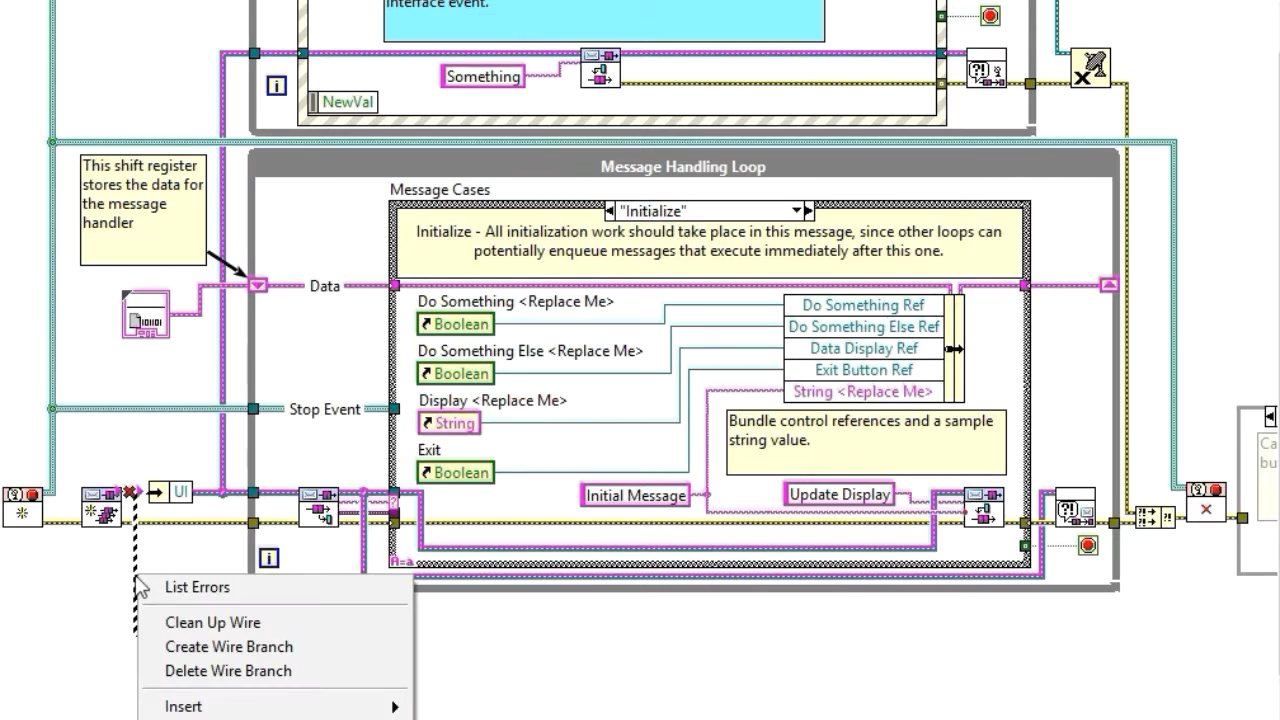 interface event.
Something
i
NewVal
This shift register
stores the data for
the message
handler
Message Handling Loop
Message Cases
"Initialize"
Initialize - All initialization work should take place in this message, since other loops can
potentially enqueue messages that execute immediately after this one.
Data
Do Something <Replace Me>
Boolean
Do Something Else <Replace Me>
Boolean
Display <Replace Me>
String
Exit
Boolean
Do Something Ref
Do Something Else Ref
Data Display Ref
Exit Button Ref
String <Replace Me>
Bundle control references and a sample
string value.
Stop Event
UI
Initial Message
Update Display
A=a
i
Ca
bu
List Errors
Clean Up Wire
Create Wire Branch
Delete Wire Branch
Insert